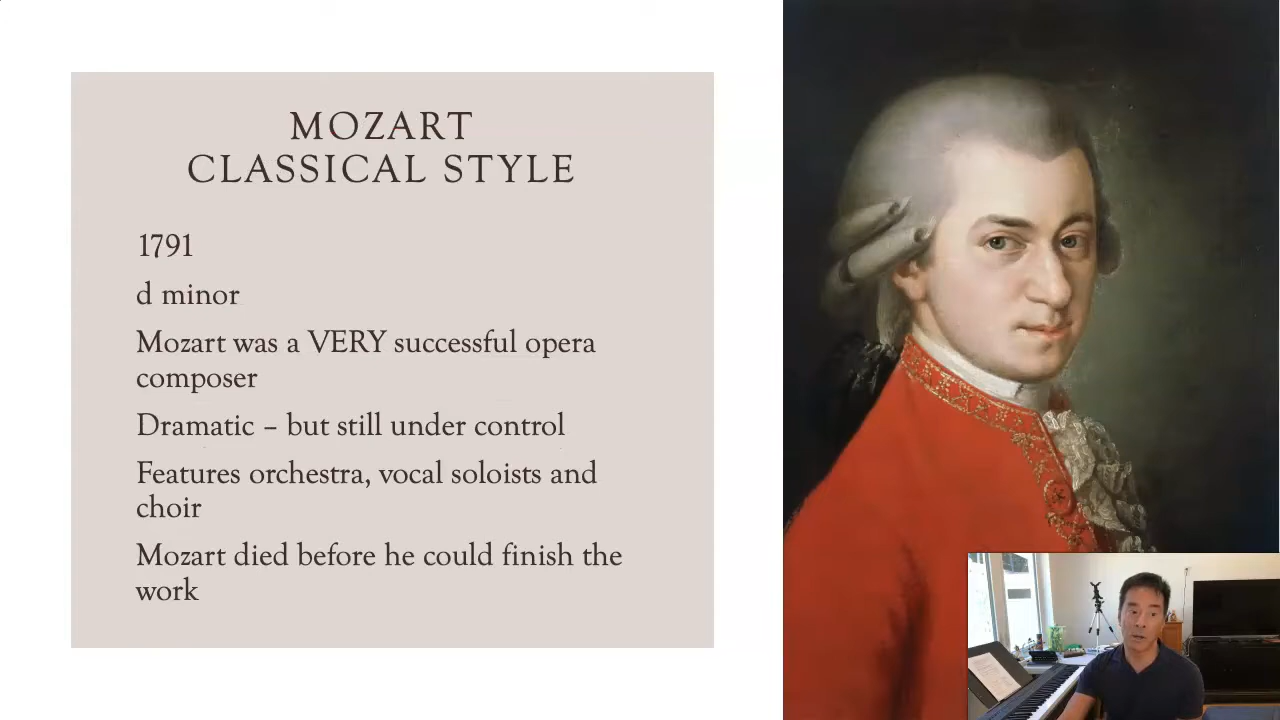 MOZART
CLASSICAL STYLE
1791
d minor
Mozart was a VERY successful opera
composer
Dramatic – but still under control
Features orchestra, vocal soloists and
choir
Mozart died before he could finish the
work